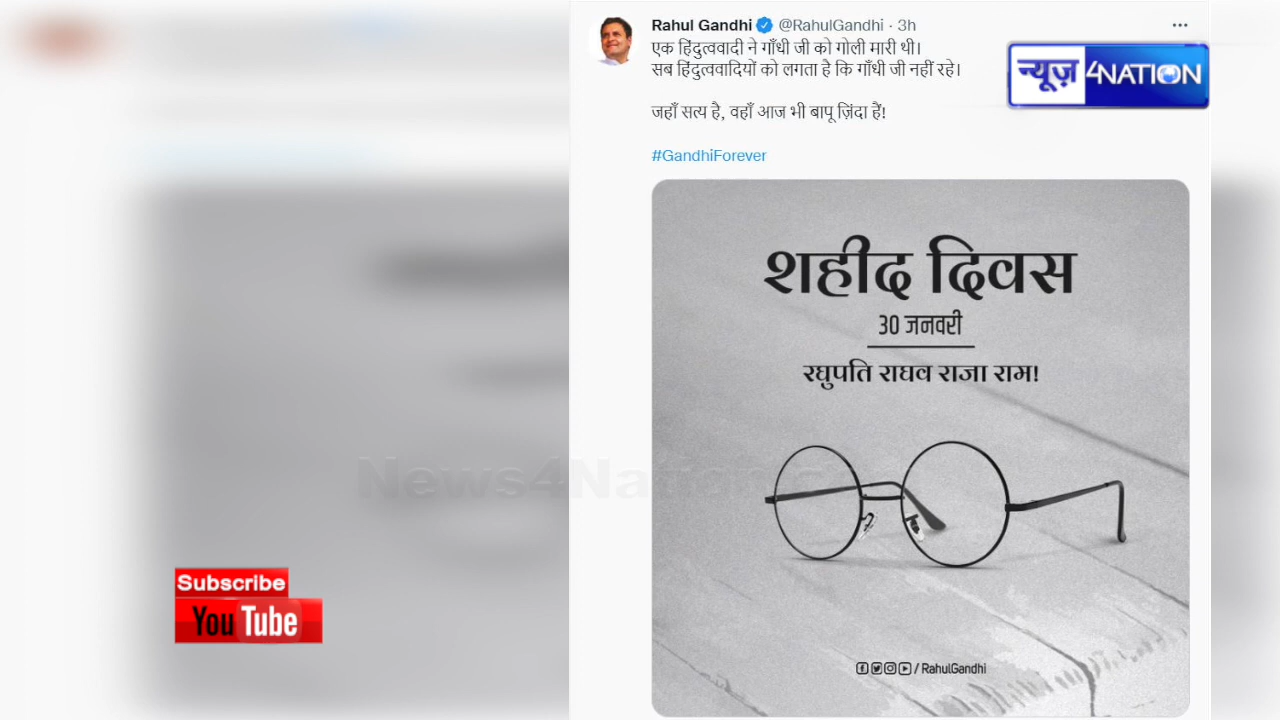 Rahul Gandhi @RahulGandhi · 3h
एक हिंदुत्ववादी ने गाँधी जी को गोली मारी थी।
सब हिंदुत्ववादियों को लगता है कि गाँधी जी नहीं रहे।
जहाँ सत्य है, वहाँ आज भी बापू ज़िंदा हैं!
#GandhiForever
न्यूज़ 4NATION
शहीद दिवस
30 जनवरी
रघुपति राघव राजा राम!
News4Nation
/ RahulGandhi
Subscribe
YouTube